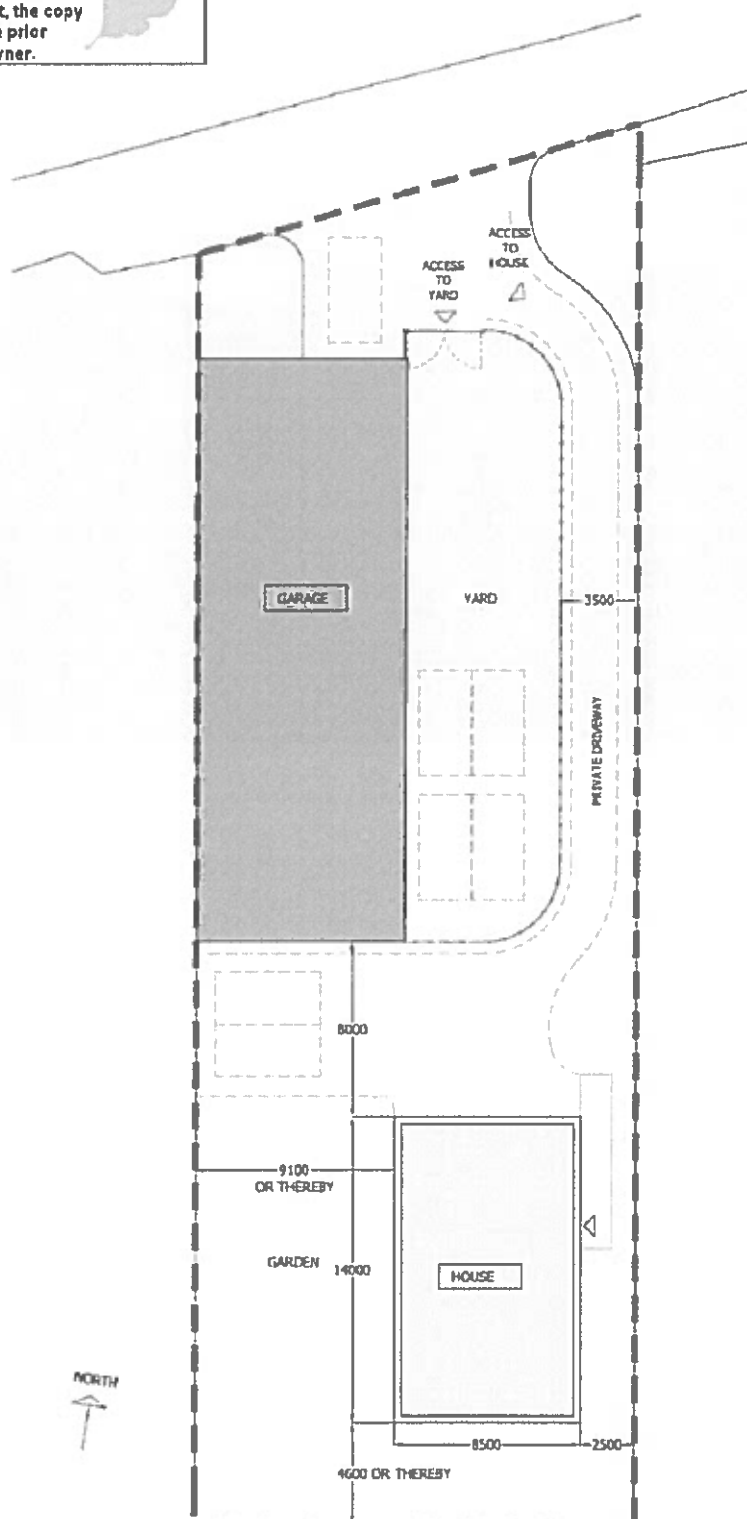 t, the copy
prior
ner.
ACCESS
TO
HOUSE
ACCESS
TO
YARD
GARAGE
YARD
3500
PRIVATE DRIVEWAY
8000
9100
OR THEREBY
GARDEN
14000
HOUSE
NORTH
8500
2500
4600 OR THEREBY